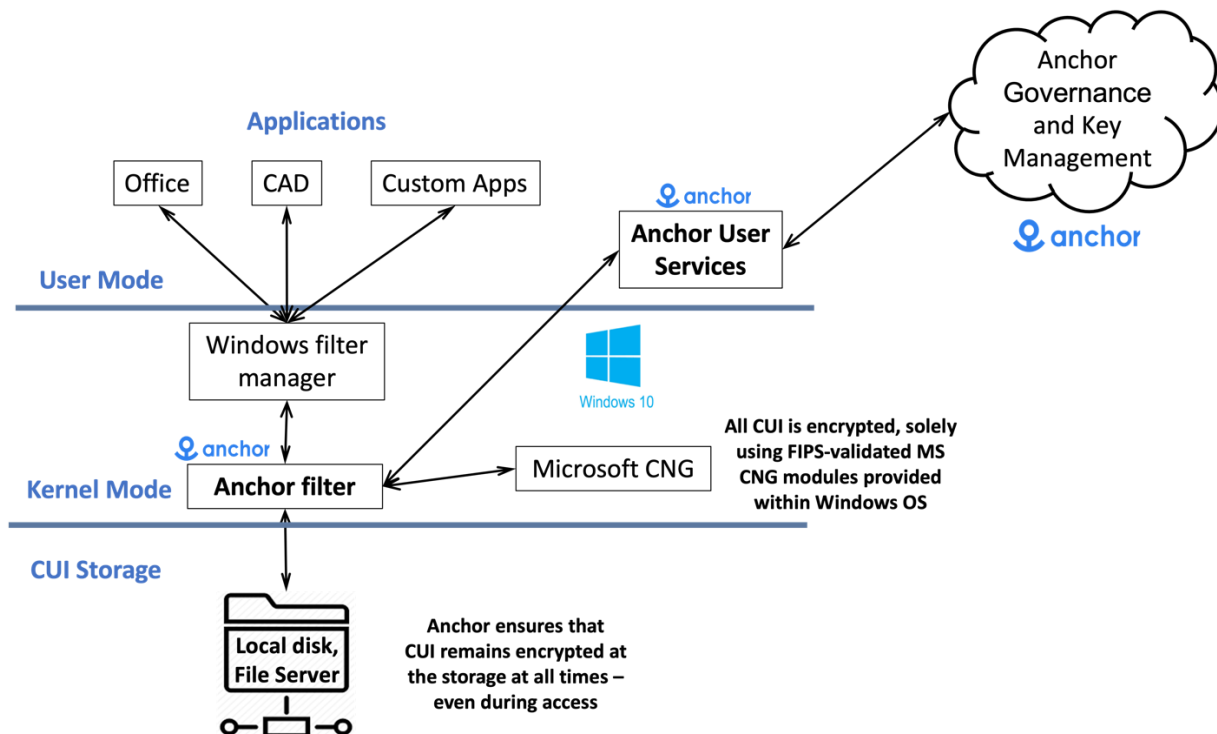 Anchor
Governance
and Key
Management
anchor
Applications
Office
CAD
Custom Apps
anchor
Anchor User
Services
User Mode
Windows filter
manager
Windows 10
anchor
Anchor filter
Microsoft CNG
All CUI is encrypted, solely
using FIPS-validated MS
CNG modules provided
within Windows OS
Kernel Mode
CUI Storage
Local disk,
File Server
Anchor ensures that
CUI remains encrypted at
the storage at all times –
even during access